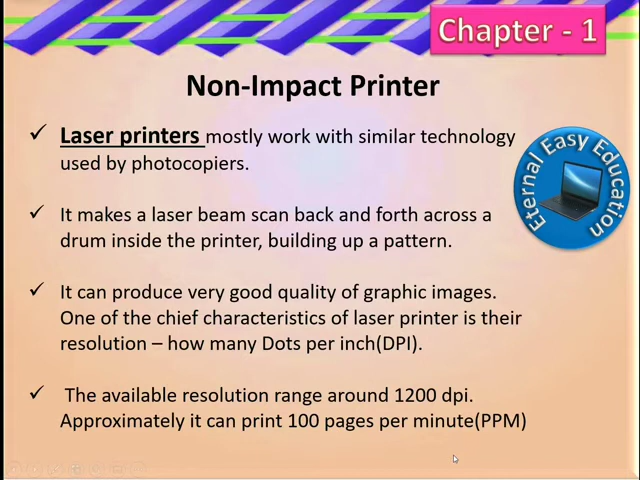 Chapter - 1
Non-Impact Printer
Laser printers mostly work with similar technology
used by photocopiers.
Eternal Easy Education
It makes a laser beam scan back and forth across a
drum inside the printer, building up a pattern.
It can produce very good quality of graphic images.
One of the chief characteristics of laser printer is their
resolution – how many Dots per inch(DPI).
The available resolution range around 1200 dpi.
Approximately it can print 100 pages per minute(PPM)